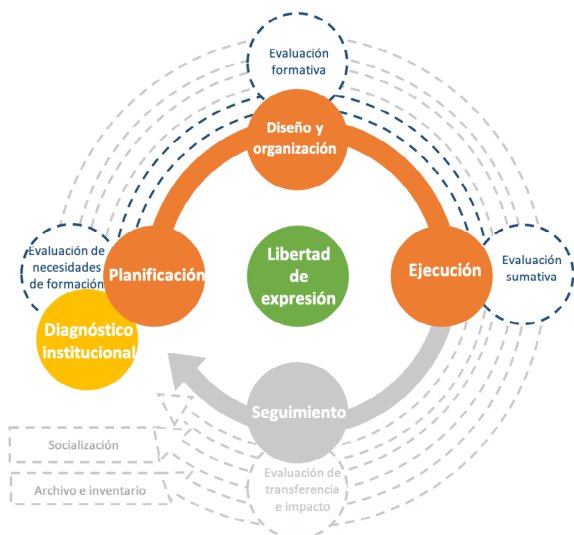 Evaluación
formativa
Diseño y
organización
Evaluación de
necesidades
de formación
Planificación
Libertad
de
expresión
Ejecución
Evaluación
sumativa
Diagnóstico
institucional
Seguimiento
Socialización
Archivo e inventario
Evaluación de
transferencia
e impacto